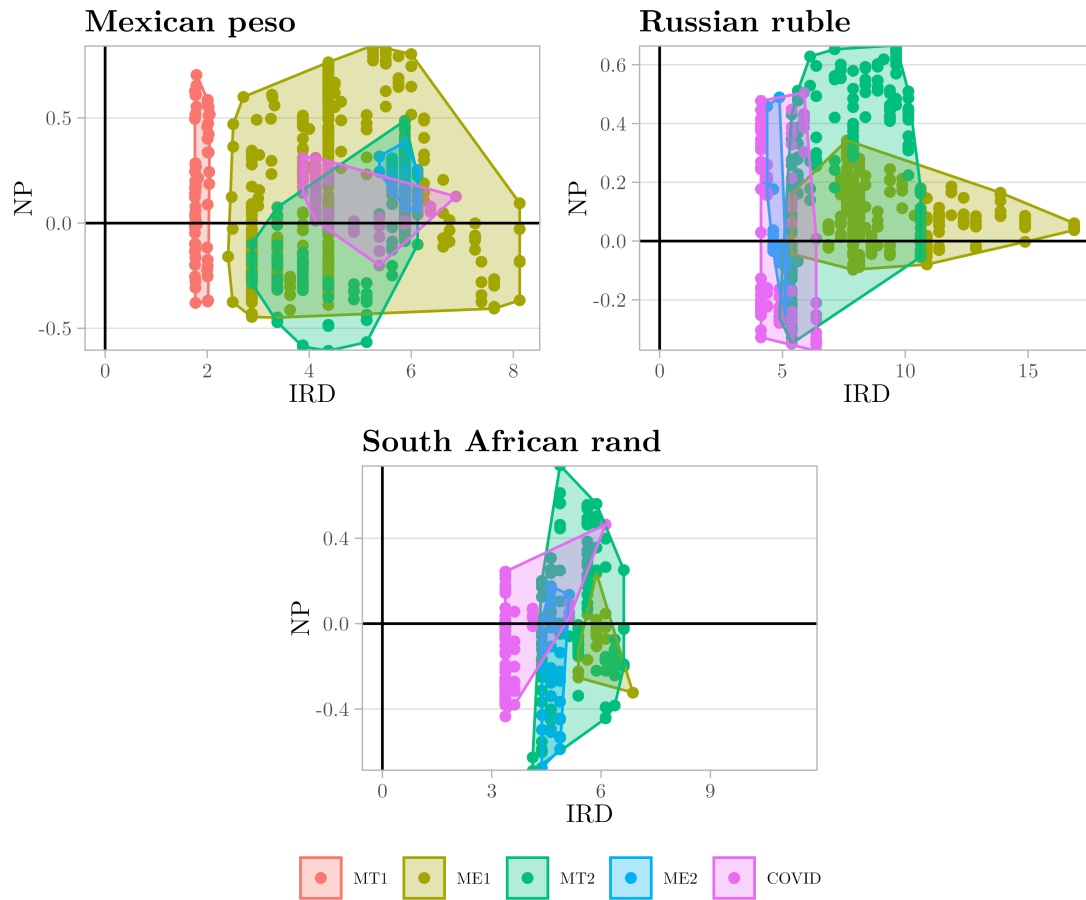 Mexican peso
Russian ruble
NP
0.5
0.0
-0.5
0
2
4
6
8
IRD
NP
0.6
0.4
0.2
0.0
-0.2
0
5
10
15
IRD
South African rand
NP
0.4
0.0
-0.4
0
3
6
9
IRD
MT1
ME1
MT2
ME2
COVID